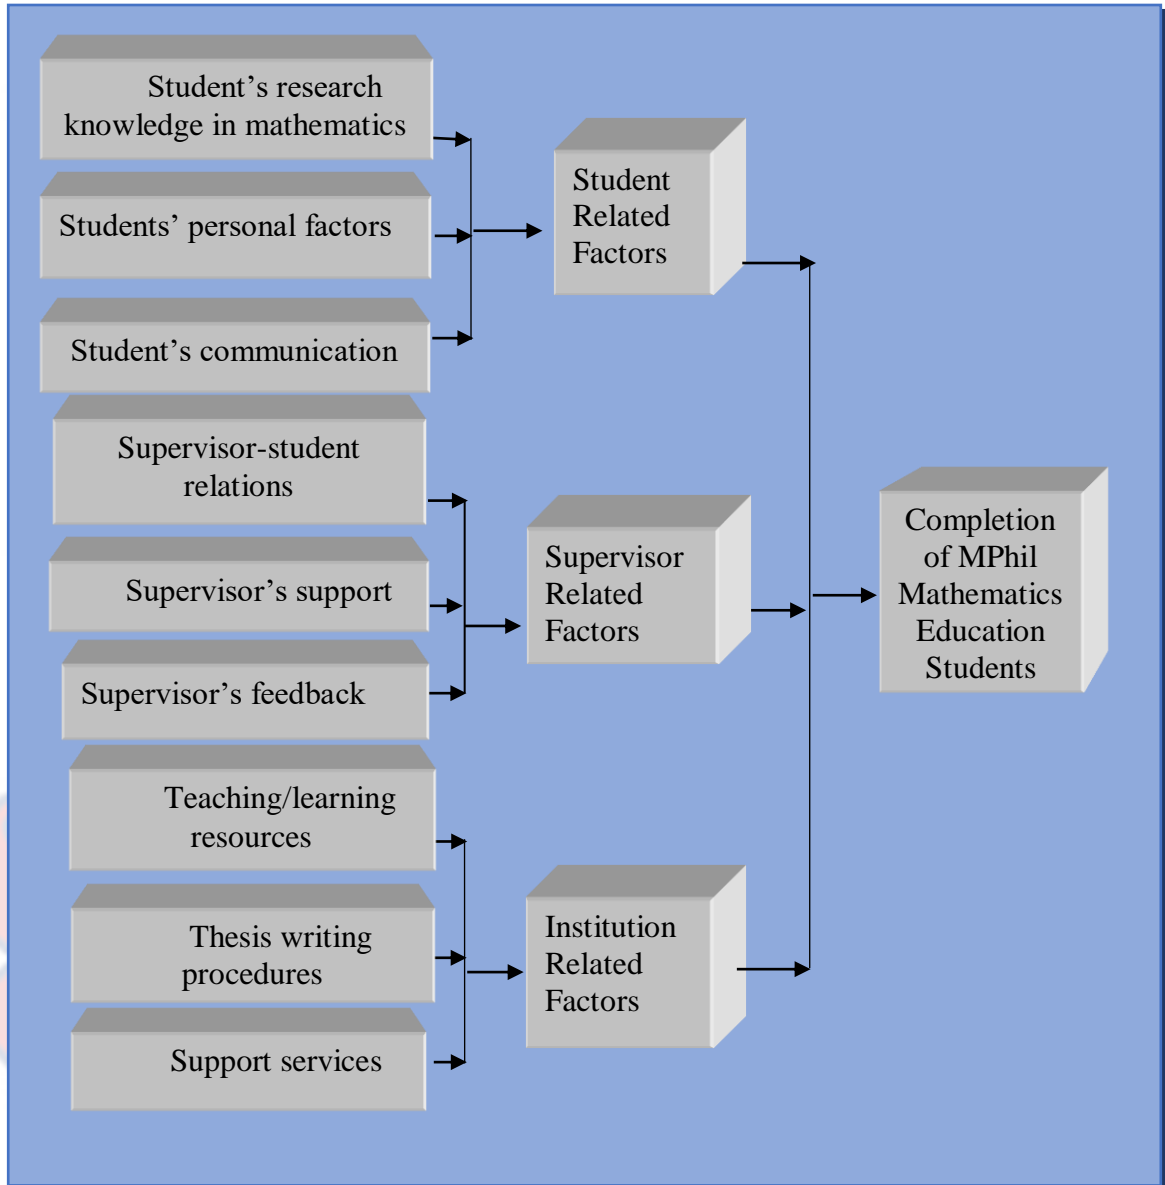 Student’s research
knowledge in mathematics
Students’ personal factors
Student’s communication
Supervisor-student
relations
Supervisor’s support
Supervisor’s feedback
Teaching/learning
resources
Thesis writing
procedures
Support services
Student
Related
Factors
Supervisor
Related
Factors
Institution
Related
Factors
Completion
of MPhil
Mathematics
Education
Students